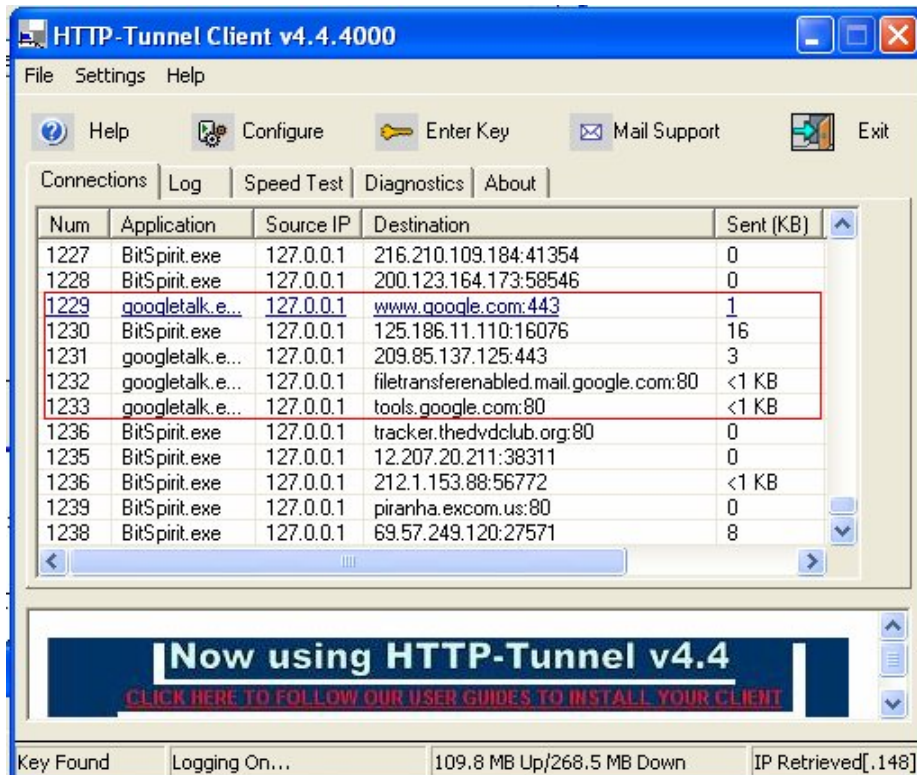 HTTP-Tunnel Client v4.4.4000
File Settings Help
Help Configure Enter Key Mail Support Exit
Connections Log Speed Test Diagnostics About
Num Application Source IP Destination Sent (KB)
1227 BitSpirit.exe 127.0.0.1 216.210.109.184:41354 0
1228 BitSpirit.exe 127.0.0.1 200.123.164.173:58546 0
1229 googletalk.e... 127.0.0.1 www.google.com:443 1
1230 BitSpirit.exe 127.0.0.1 125.186.11.110:16076 16
1231 googletalk.e... 127.0.0.1 209.85.137.125:443 3
1232 googletalk.e... 127.0.0.1 filetransferenabled.mail.google.com:80 <1 KB
1233 googletalk.e... 127.0.0.1 tools.google.com:80 <1 KB
1236 BitSpirit.exe 127.0.0.1 tracker.thedvdclub.org:80 0
1235 BitSpirit.exe 127.0.0.1 12.207.20.211:38311 0
1236 BitSpirit.exe 127.0.0.1 212.1.153.88:56772 <1 KB
1239 BitSpirit.exe 127.0.0.1 piranha.excom.us:80 0
1238 BitSpirit.exe 127.0.0.1 69.57.249.120:27571 8
Now using HTTP-Tunnel v4.4
CLICK HERE TO FOLLOW OUR USER GUIDES TO INSTALL YOUR CLIENT
Key Found Logging On... 109.8 MB Up/268.5 MB Down IP Retrieved[.148]